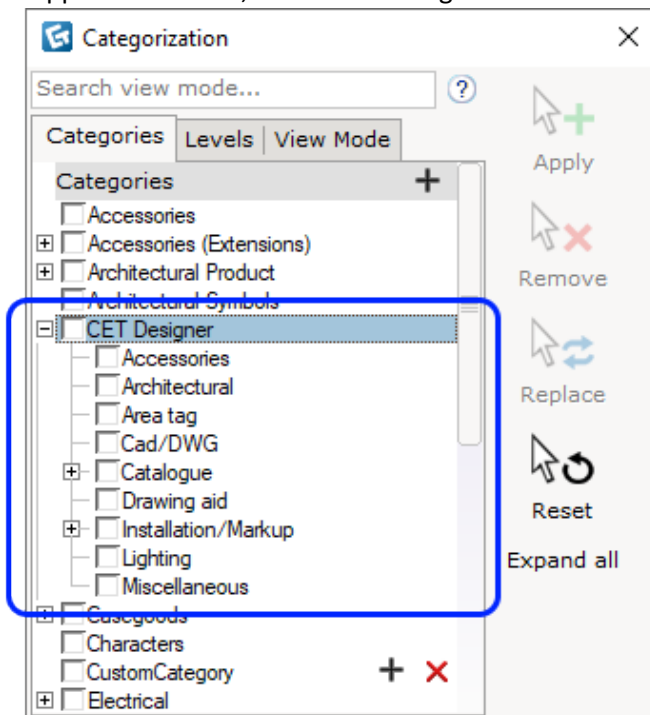 Categorization
Search view mode...
?
Categories Levels View Mode
Categories
Accessories
Accessories (Extensions)
Architectural Product
Architectural Symbols
CET Designer
Accessories
Architectural
Area tag
Cad/DWG
Catalogue
Drawing aid
Installation/Markup
Lighting
Miscellaneous
Casegoods
Characters
CustomCategory
Electrical
Apply
Remove
Replace
Reset
Expand all